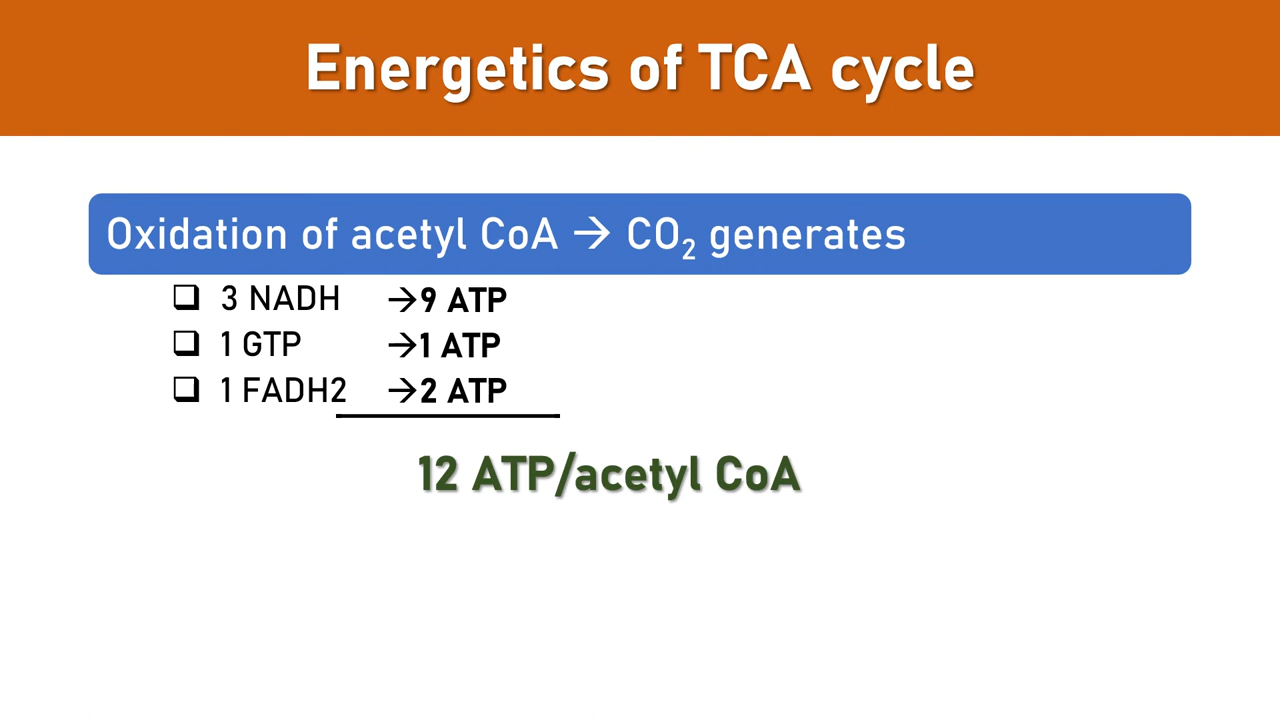 Energetics of TCA cycle
Oxidation of acetyl CoA → CO₂ generates
❑ 3 NADH →9 ATP
❑ 1 GTP →1 ATP
❑ 1 FADH2 →2 ATP
12 ATP/acetyl CoA